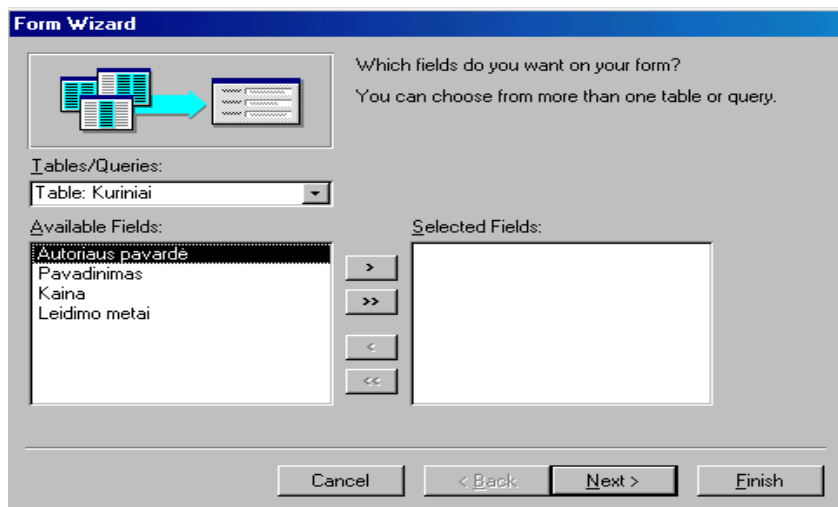 Form Wizard
Which fields do you want on your form?
You can choose from more than one table or query.
Tables/Queries:
Table: Kuriniai
Available Fields:
Selected Fields:
Autoriaus pavardė
Pavadinimas
Kaina
Leidimo metai
>
>>
<
<<
Cancel
< Back
Next >
Finish